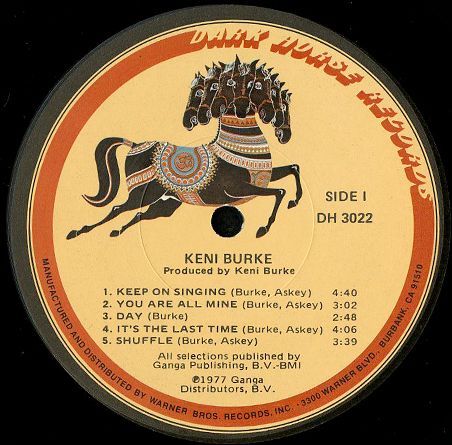 DARK HORSE RECORDS
SIDE I
DH 3022
KENI BURKE
Produced by Keni Burke
1. KEEP ON SINGING (Burke, Askey) 4:40
2. YOU ARE ALL MINE (Burke, Askey) 3:02
3. DAY (Burke) 2:48
4. IT'S THE LAST TIME (Burke, Askey) 4:06
5. SHUFFLE (Burke, Askey) 3:39
All selections published by
Ganga Publishing, B.V.-BMI
℗1977 Ganga
Distributors, B.V.
MANUFACTURED AND DISTRIBUTED BY WARNER BROS. RECORDS, INC. · 3300 WARNER BLVD., BURBANK, CA 91510